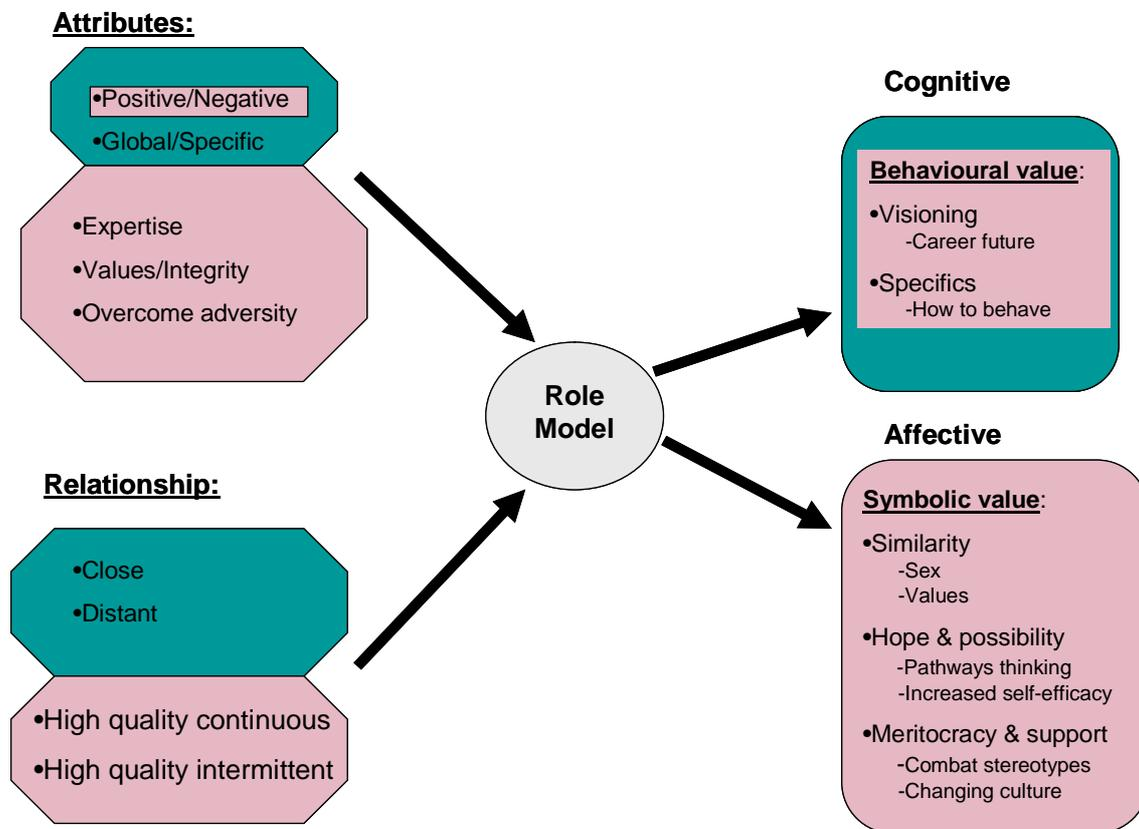 Attributes:
•Positive/Negative
•Global/Specific
•Expertise
•Values/Integrity
•Overcome adversity
Relationship:
•Close
•Distant
•High quality continuous
•High quality intermittent
Role
Model
Cognitive
Behavioural value:
•Visioning
-Career future
•Specifics
-How to behave
Affective
Symbolic value:
•Similarity
-Sex
-Values
•Hope & possibility
-Pathways thinking
-Increased self-efficacy
•Meritocracy & support
-Combat stereotypes
-Changing culture